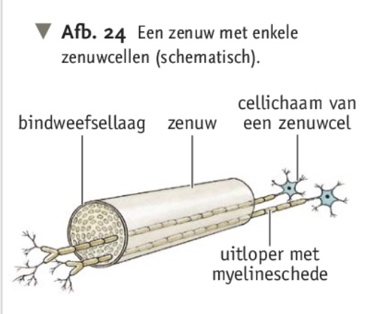 ▼ Afb. 24 Een zenuw met enkele
zenuwcellen (schematisch).
cellichaam van
een zenuwcel
bindweefsellaag
zenuw
uitloper met
myelineschede